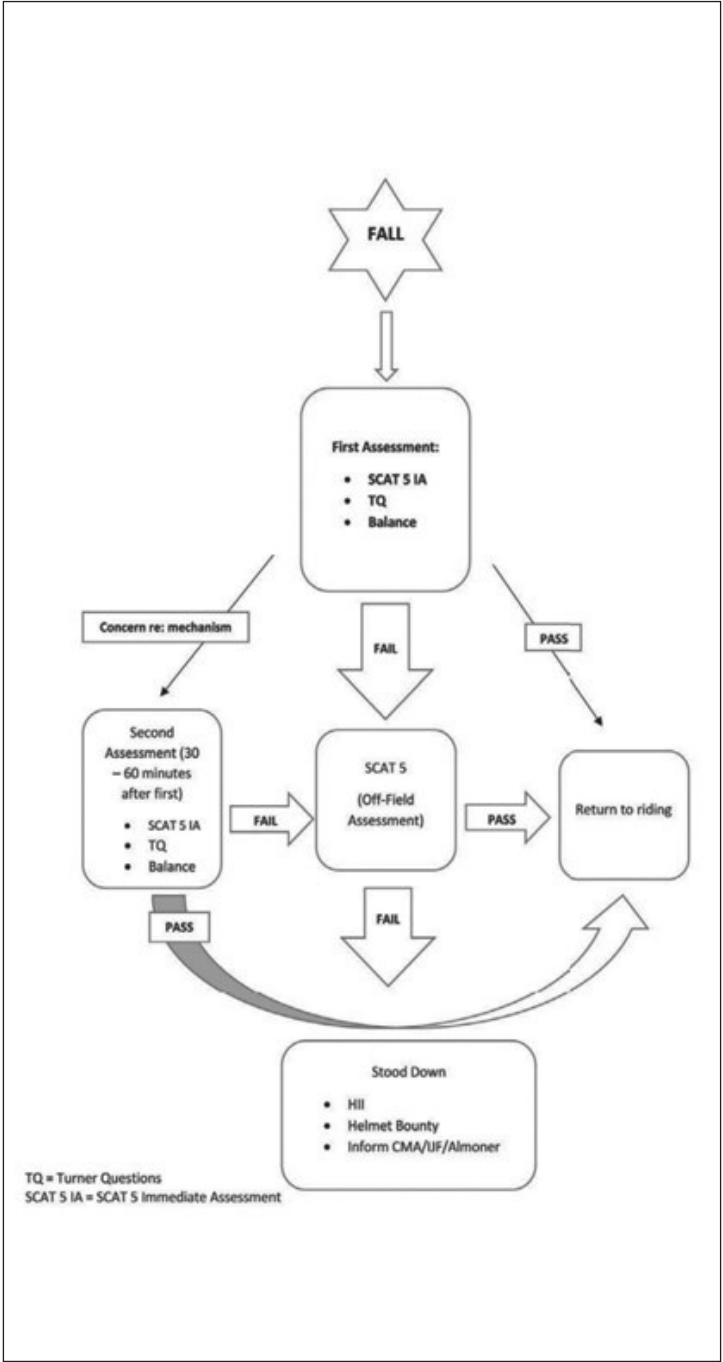 FALL
First Assessment:
• SCAT 5 IA
• TQ
• Balance
Concern re: mechanism
FAIL
PASS
Second
Assessment (30
– 60 minutes
after first)
• SCAT 5 IA
• TQ
• Balance
FAIL
SCAT 5
(Off-Field
Assessment)
PASS
Return to riding
PASS
FAIL
Stood Down
• HII
• Helmet Bounty
• Inform CMA/IJF/Almoner
TQ = Turner Questions
SCAT 5 IA = SCAT 5 Immediate Assessment